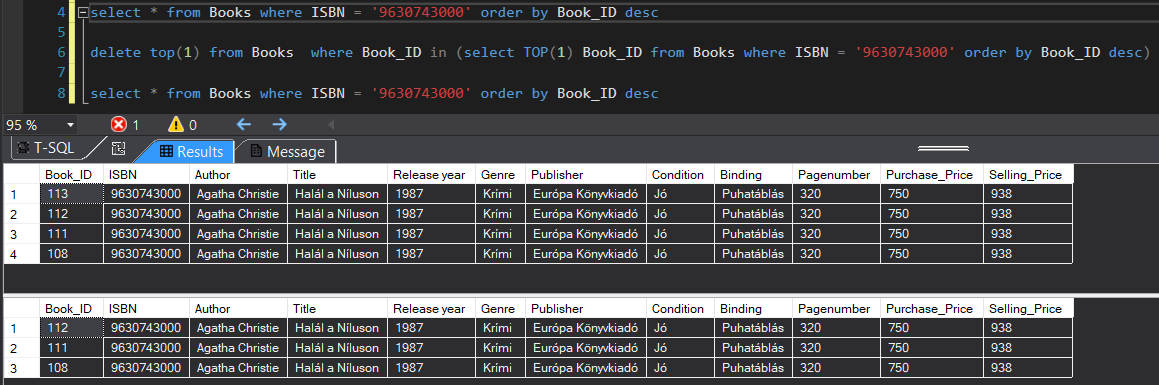 4 select * from Books where ISBN = '9630743000' order by Book_ID desc
5
6 delete top(1) from Books  where Book_ID in (select TOP(1) Book_ID from Books where ISBN = '9630743000' order by Book_ID desc)
7
8 select * from Books where ISBN = '9630743000' order by Book_ID desc
95 % 1 0
T-SQL Results Message
Book_ID ISBN Author Title Release year Genre Publisher Condition Binding Pagenumber Purchase_Price Selling_Price
1 113 9630743000 Agatha Christie Halál a Níluson 1987 Krími Európa Könyvkiadó Jó Puhatáblás 320 750 938
2 112 9630743000 Agatha Christie Halál a Níluson 1987 Krími Európa Könyvkiadó Jó Puhatáblás 320 750 938
3 111 9630743000 Agatha Christie Halál a Níluson 1987 Krími Európa Könyvkiadó Jó Puhatáblás 320 750 938
4 108 9630743000 Agatha Christie Halál a Níluson 1987 Krími Európa Könyvkiadó Jó Puhatáblás 320 750 938
Book_ID ISBN Author Title Release year Genre Publisher Condition Binding Pagenumber Purchase_Price Selling_Price
1 112 9630743000 Agatha Christie Halál a Níluson 1987 Krími Európa Könyvkiadó Jó Puhatáblás 320 750 938
2 111 9630743000 Agatha Christie Halál a Níluson 1987 Krími Európa Könyvkiadó Jó Puhatáblás 320 750 938
3 108 9630743000 Agatha Christie Halál a Níluson 1987 Krími Európa Könyvkiadó Jó Puhatáblás 320 750 938